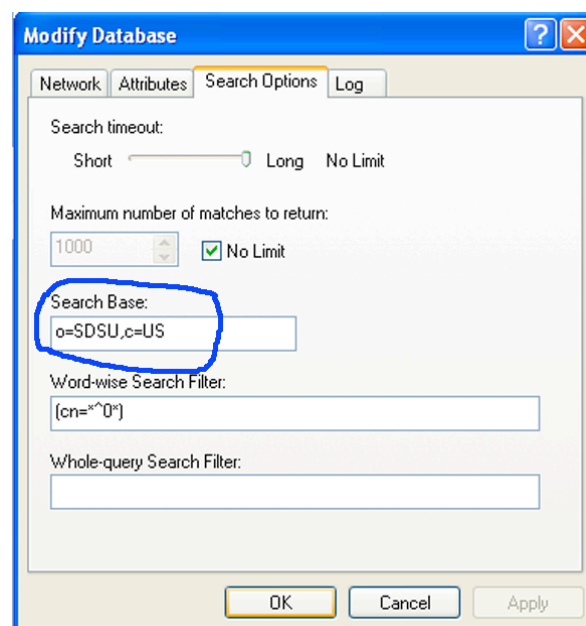 Modify Database
Network Attributes Search Options Log
Search timeout:
Short Long No Limit
Maximum number of matches to return:
1000 No Limit
Search Base:
o=SDSU,c=US
Word-wise Search Filter:
(cn=*^0*)
Whole-query Search Filter:
OK Cancel Apply